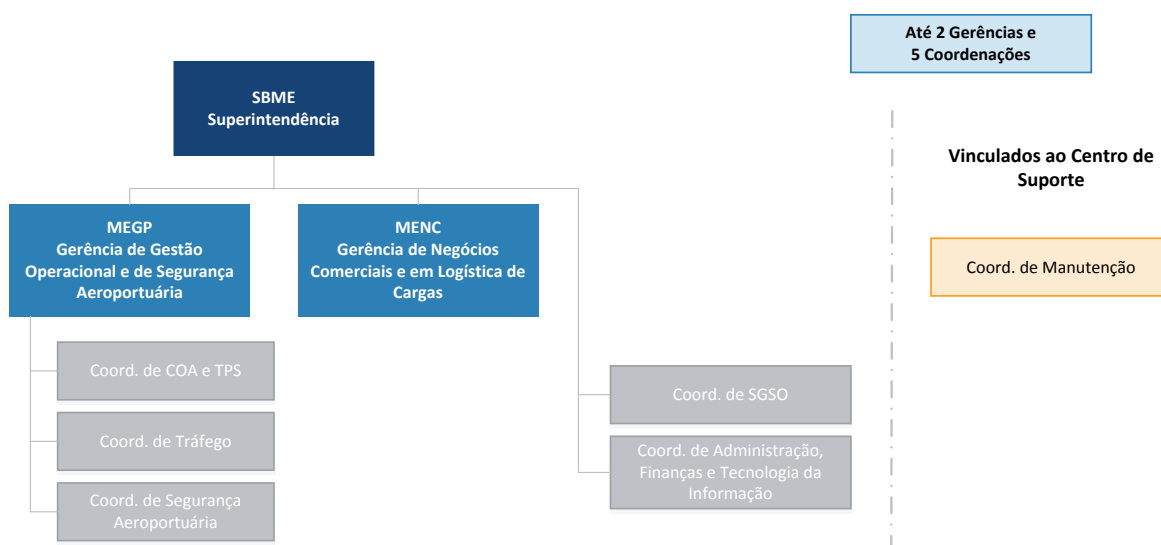 Até 2 Gerências e
5 Coordenações
SBME
Superintendência
Vinculados ao Centro de
Suporte
MEGP
Gerência de Gestão
Operacional e de Segurança
Aeroportuária
MENC
Gerência de Negócios
Comerciais e em Logística de
Cargas
Coord. de Manutenção
Coord. de COA e TPS
Coord. de Tráfego
Coord. de Segurança
Aeroportuária
Coord. de SGSO
Coord. de Administração,
Finanças e Tecnologia da
Informação